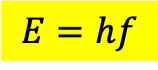 E = hf